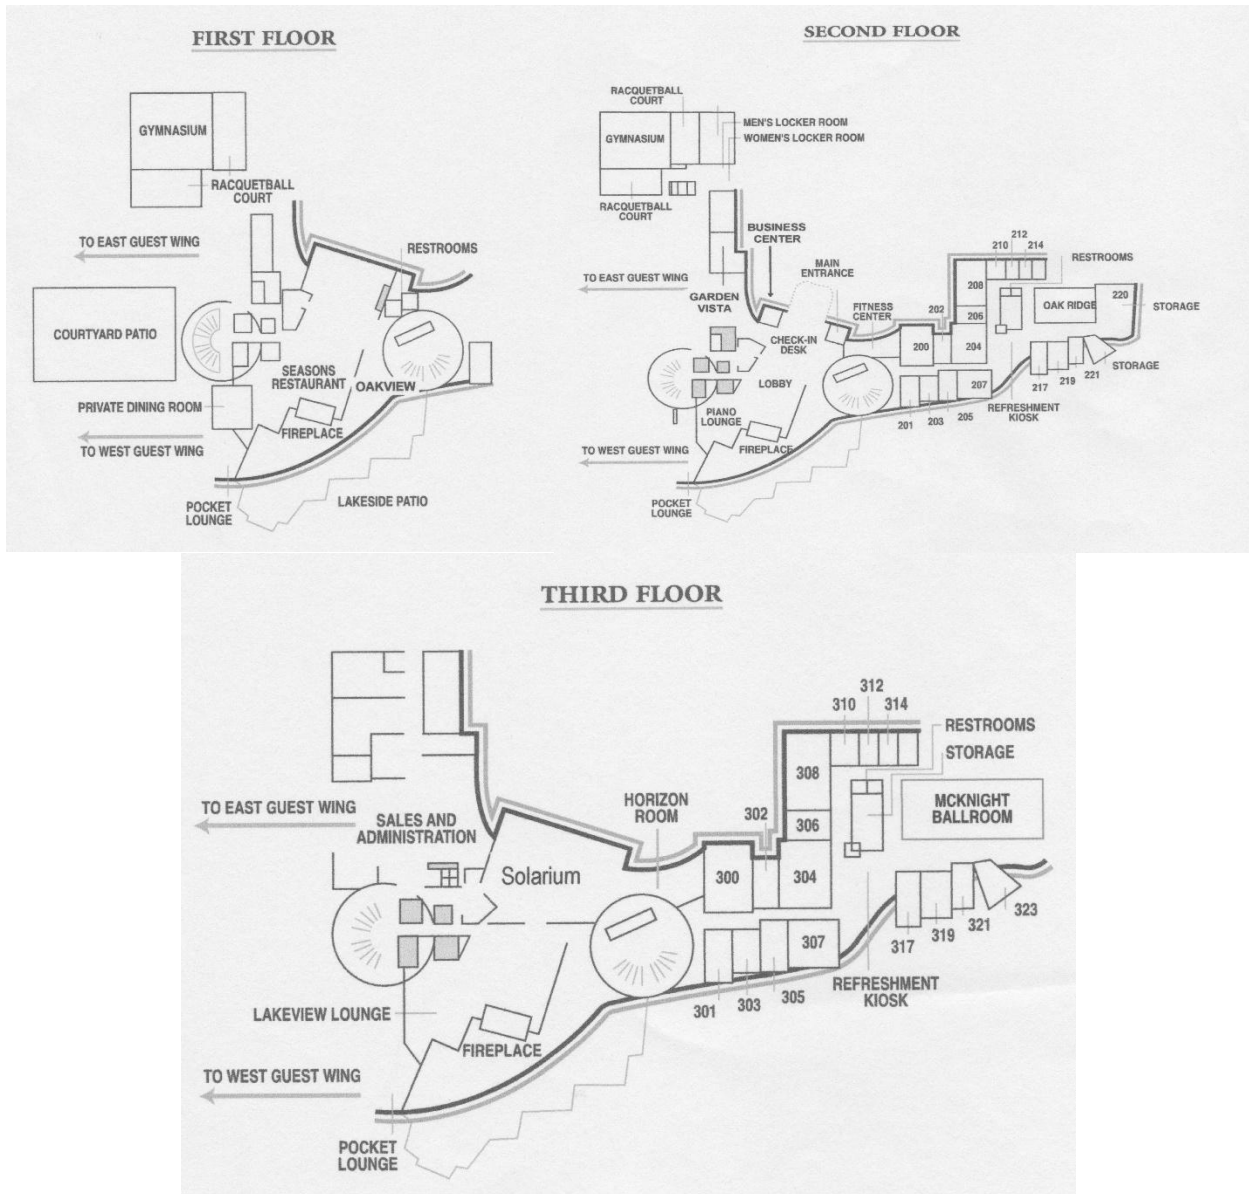 FIRST FLOOR
GYMNASIUM
RACQUETBALL
COURT
TO EAST GUEST WING
RESTROOMS
COURTYARD PATIO
SEASONS
RESTAURANT
OAKVIEW
PRIVATE DINING ROOM
FIREPLACE
TO WEST GUEST WING
POCKET
LOUNGE
LAKESIDE PATIO
SECOND FLOOR
RACQUETBALL
COURT
MEN'S LOCKER ROOM
GYMNASIUM
WOMEN'S LOCKER ROOM
RACQUETBALL
COURT
BUSINESS
CENTER
212
210
214
RESTROOMS
MAIN
ENTRANCE
TO EAST GUEST WING
208
GARDEN
VISTA
FITNESS
CENTER
202
206
OAK RIDGE
220
STORAGE
CHECK-IN
DESK
200
204
LOBBY
207
217
219
221
STORAGE
PIANO
LOUNGE
201
203
205
REFRESHMENT
KIOSK
FIREPLACE
TO WEST GUEST WING
POCKET
LOUNGE
THIRD FLOOR
312
310
314
RESTROOMS
STORAGE
308
TO EAST GUEST WING
SALES AND
ADMINISTRATION
HORIZON
ROOM
302
306
MCKNIGHT
BALLROOM
Solarium
300
304
307
317
319
321
323
LAKEVIEW LOUNGE
301
303
305
REFRESHMENT
KIOSK
FIREPLACE
TO WEST GUEST WING
POCKET
LOUNGE